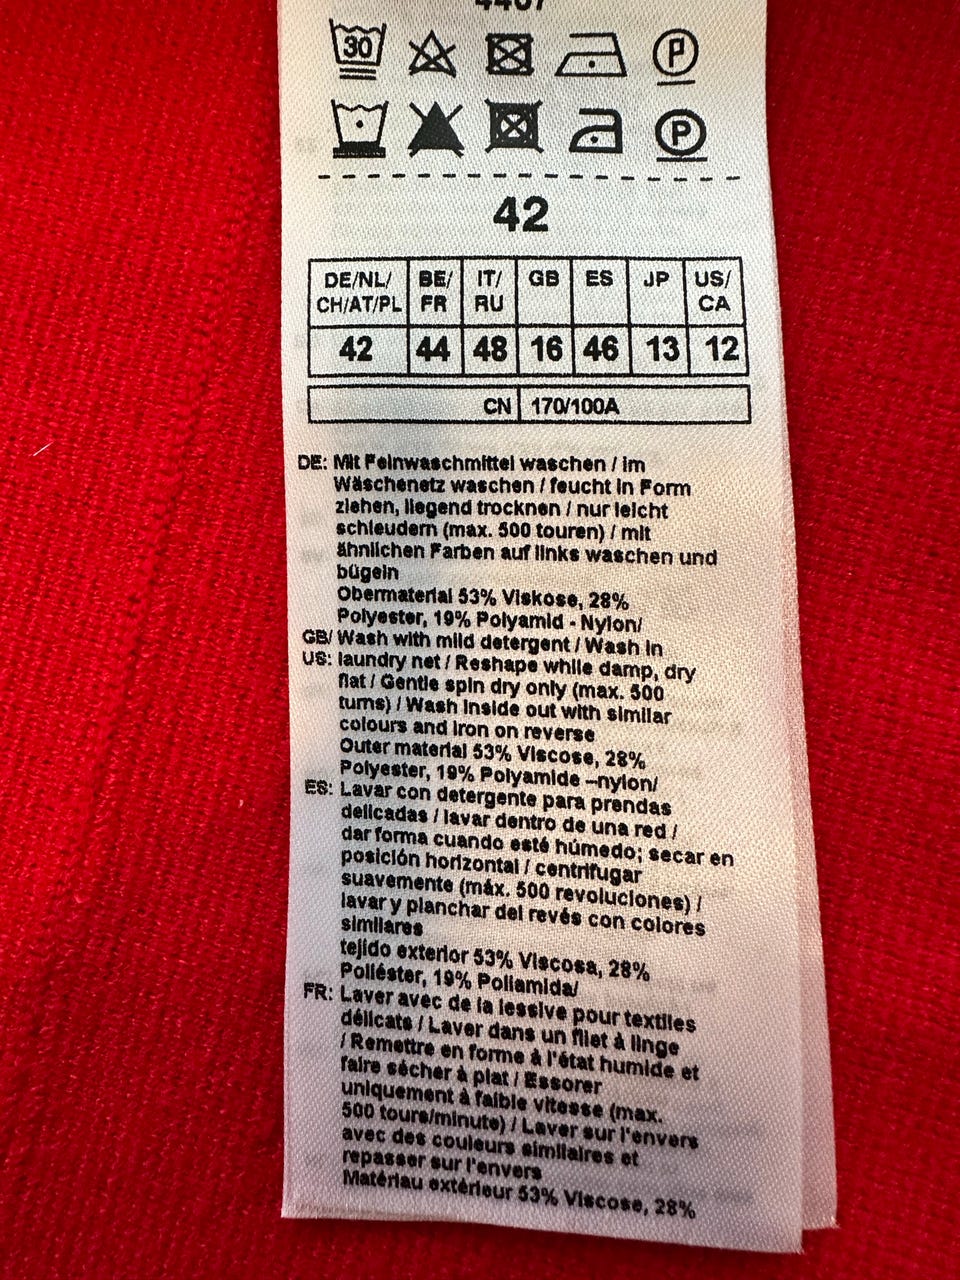 4407
30
P
P
42
DE/NL/ BE/ IT/ GB ES JP US/
CH/AT/PL FR RU CA
42 44 48 16 46 13 12
CN 170/100A
DE: Mit Feinwaschmittel waschen / im
Wäschenetz waschen / feucht in Form
ziehen, liegend trocknen / nur leicht
schleudern (max. 500 touren) / mit
ähnlichen Farben auf links waschen und
bügeln
Obermaterial 53% Viskose, 28%
Polyester, 19% Polyamid - Nylon/
GB/ Wash with mild detergent / Wash in
US: laundry net / Reshape while damp, dry
flat / Gentle spin dry only (max. 500
turns) / Wash inside out with similar
colours and iron on reverse
Outer material 53% Viscose, 28%
Polyester, 19% Polyamide –nylon/
ES: Lavar con detergente para prendas
delicadas / lavar dentro de una red /
dar forma cuando esté húmedo; secar en
posición horizontal / centrifugar
suavemente (máx. 500 revoluciones) /
lavar y planchar del revés con colores
similares
tejido exterior 53% Viscosa, 28%
Poliéster, 19% Poliamida/
FR: Laver avec de la lessive pour textiles
délicats / Laver dans un filet à linge
/ Remettre en forme à l'état humide et
faire sécher à plat / Essorer
uniquement à faible vitesse (max.
500 tours/minute) / Laver sur l'envers
avec des couleurs similaires et
repasser sur l'envers
Matériau extérieur 53% Viscose, 28%